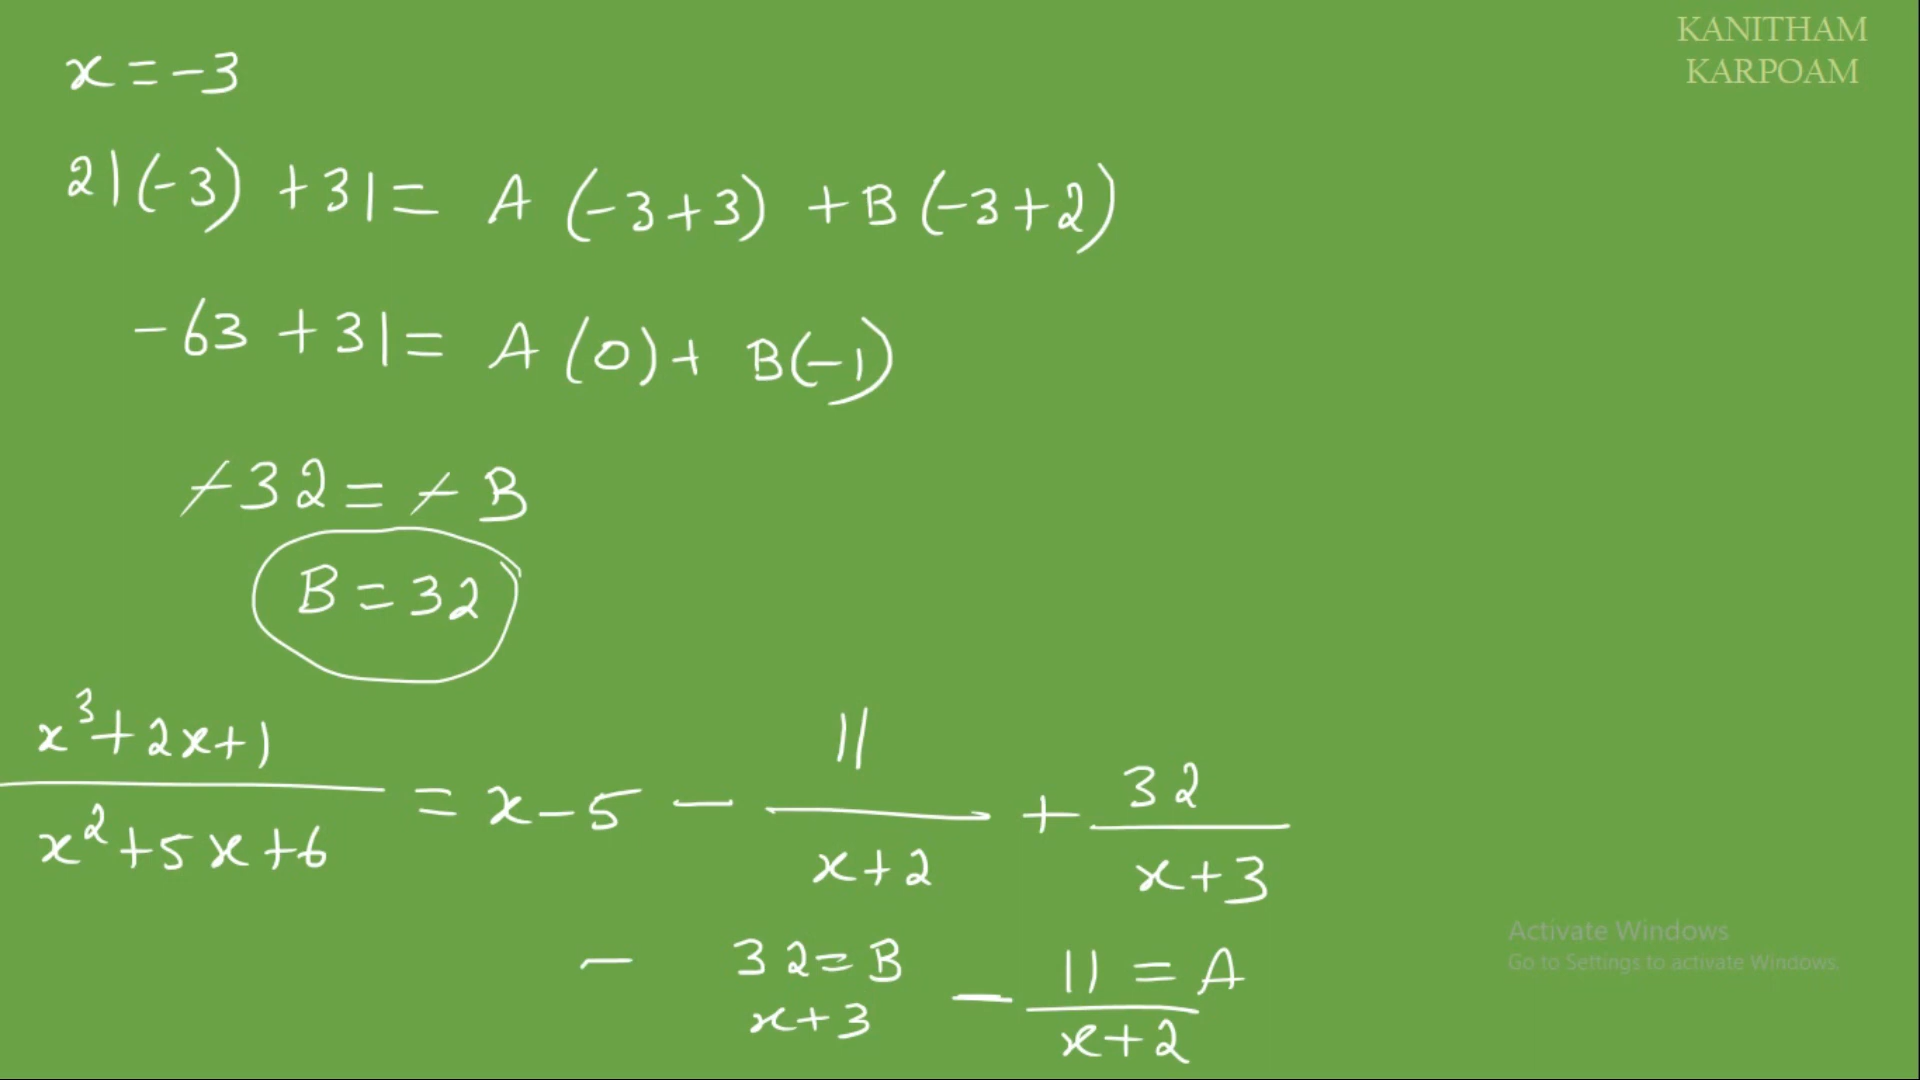 KANITHAM
KARPOAM
x = -3
21(-3) + 31 = A (-3+3) + B (-3+2)
-63 + 31 = A (0) + B(-1)
-32 = - B
B = 32
x³+2x+1
x²+5x+6
= x-5 - 11/x+2 + 32/x+3
- 32 = B
x+3
- 11 = A
x+2
Activate Windows
Go to Settings to activate Windows.